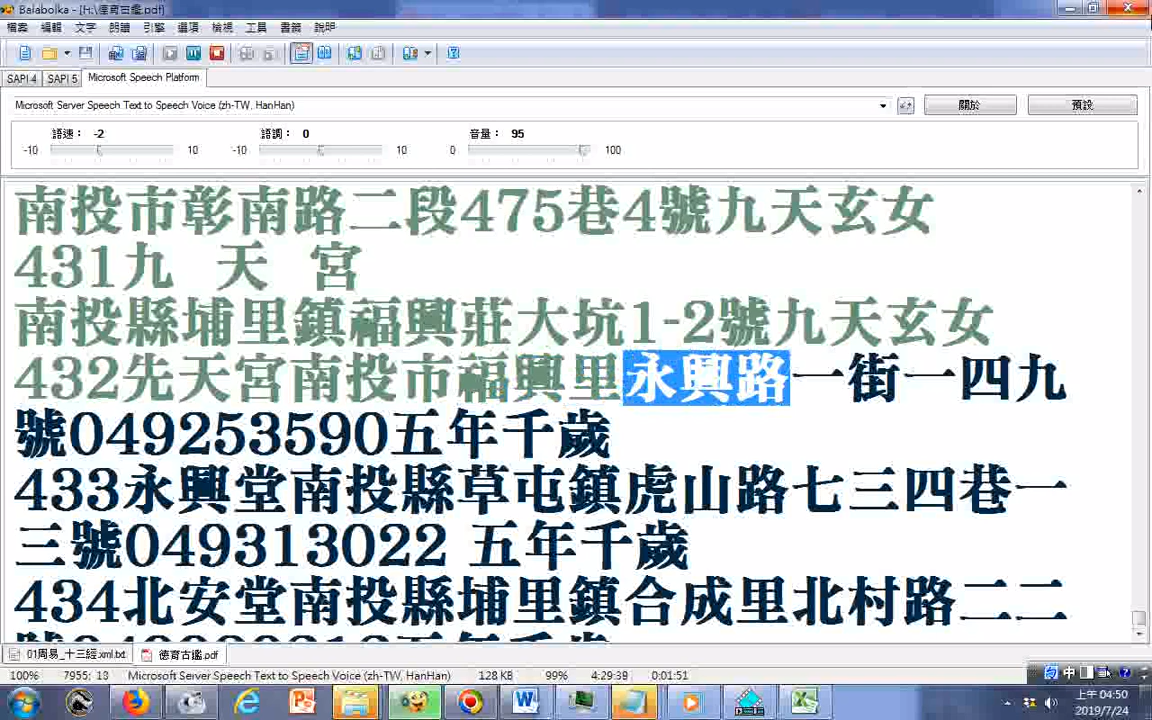 Balabolka - [H:\德育古鑑.pdf]
檔案 編輯 文字 朗讀 引擎 選項 檢視 工具 書籤 說明
SAPI 4 SAPI 5 Microsoft Speech Platform
Microsoft Server Speech Text to Speech Voice (zh-TW, HanHan)
關於 預設
語速： -2 語調： 0 音量： 95
-10 10 -10 10 0 100
南投市彰南路二段475巷4號九天玄女
431九 天 宮
南投縣埔里鎮福興莊大坑1-2號九天玄女
432先天宮南投市福興里永興路一街一四九
號049253590五年千歲
433永興堂南投縣草屯鎮虎山路七三四巷一
三號049313022 五年千歲
434北安堂南投縣埔里鎮合成里北村路二二
01周易_十三經.xml.txt 德育古鑑.pdf
100% 7955; 13 Microsoft Server Speech Text to Speech Voice (zh-TW, HanHan) 128 KB 99% 4:29:38 0:01:51
中
上午 04:50
2019/7/24